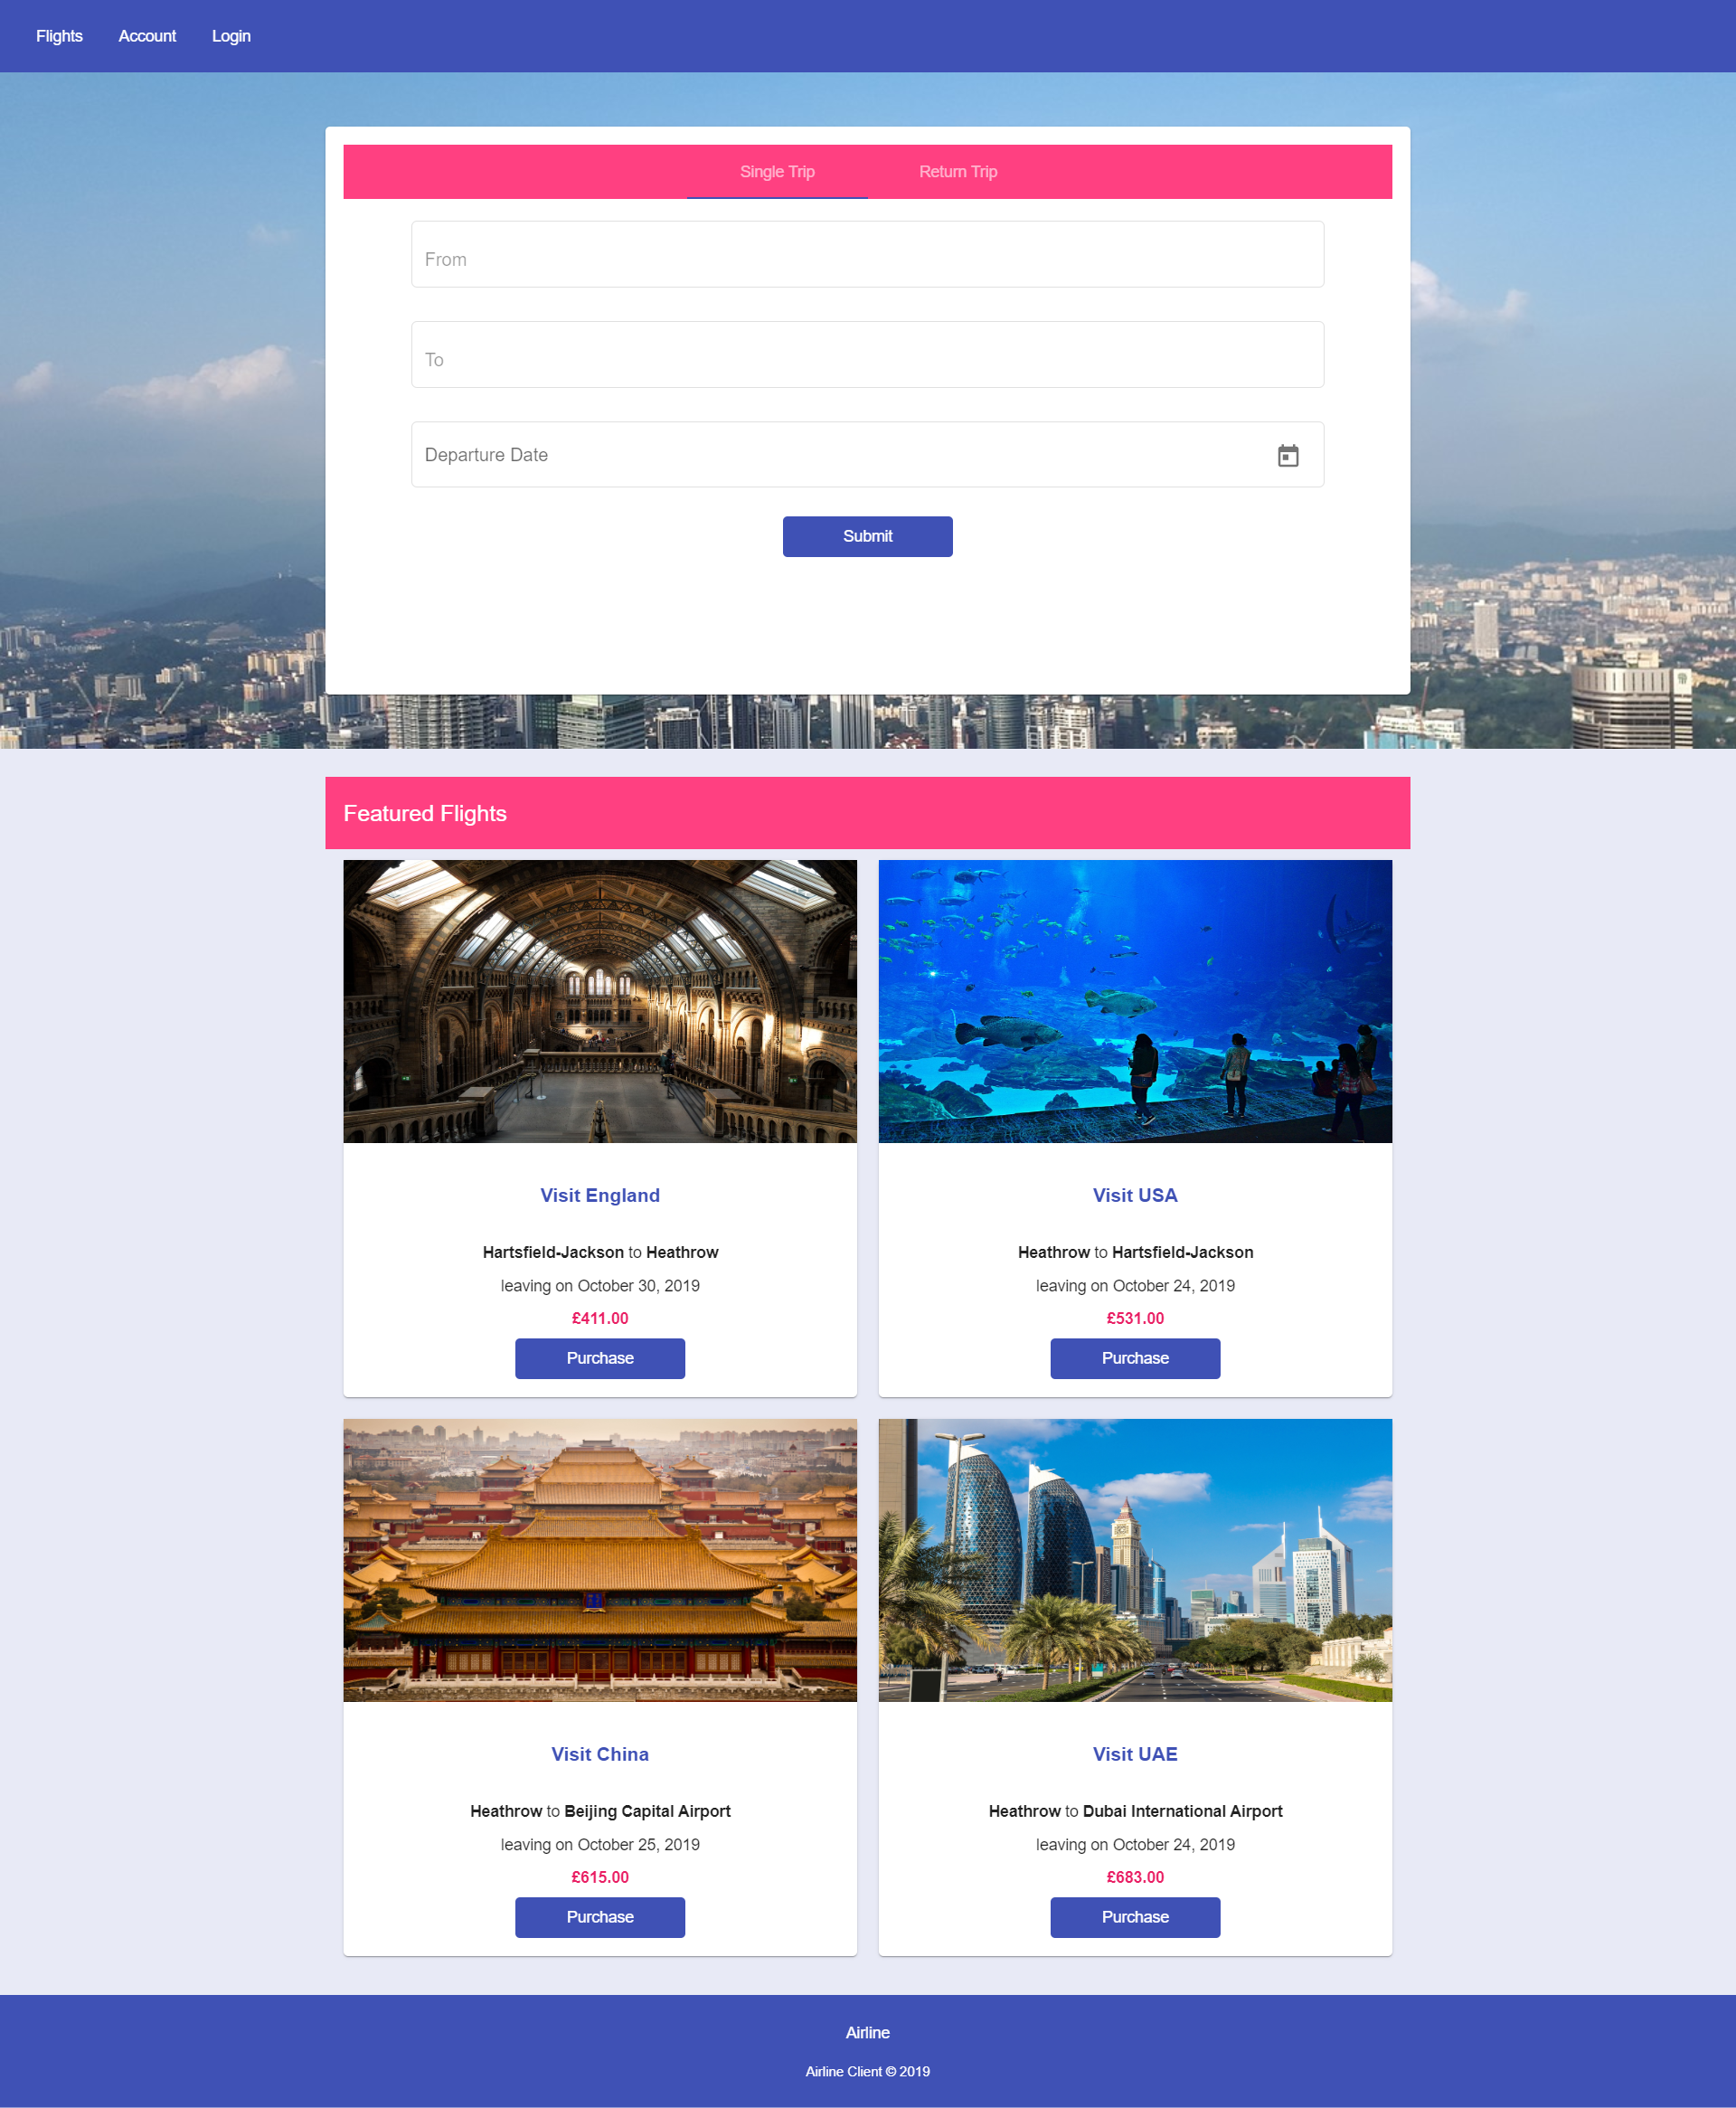 Flights Account Login
Single Trip Return Trip
From
To
Departure Date
Submit
Featured Flights
Visit England
Hartsfield-Jackson to Heathrow
leaving on October 30, 2019
£411.00
Purchase
Visit USA
Heathrow to Hartsfield-Jackson
leaving on October 24, 2019
£531.00
Purchase
Visit China
Heathrow to Beijing Capital Airport
leaving on October 25, 2019
£615.00
Purchase
Visit UAE
Heathrow to Dubai International Airport
leaving on October 24, 2019
£683.00
Purchase
Airline
Airline Client © 2019